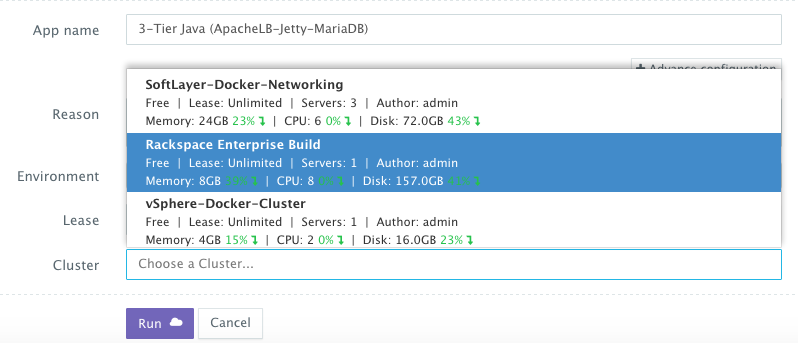 App name
3-Tier Java (ApacheLB-Jetty-MariaDB)
Advance configuration
Reason
SoftLayer-Docker-Networking
Free | Lease: Unlimited | Servers: 3 | Author: admin
Memory: 24GB 23% | CPU: 6 0% | Disk: 72.0GB 43%
Environment
Rackspace Enterprise Build
Free | Lease: Unlimited | Servers: 1 | Author: admin
Memory: 8GB | CPU: 8 0% | Disk: 157.0GB
Lease
vSphere-Docker-Cluster
Free | Lease: Unlimited | Servers: 1 | Author: admin
Memory: 4GB 15% | CPU: 2 0% | Disk: 16.0GB 23%
Cluster
Choose a Cluster...
Run
Cancel